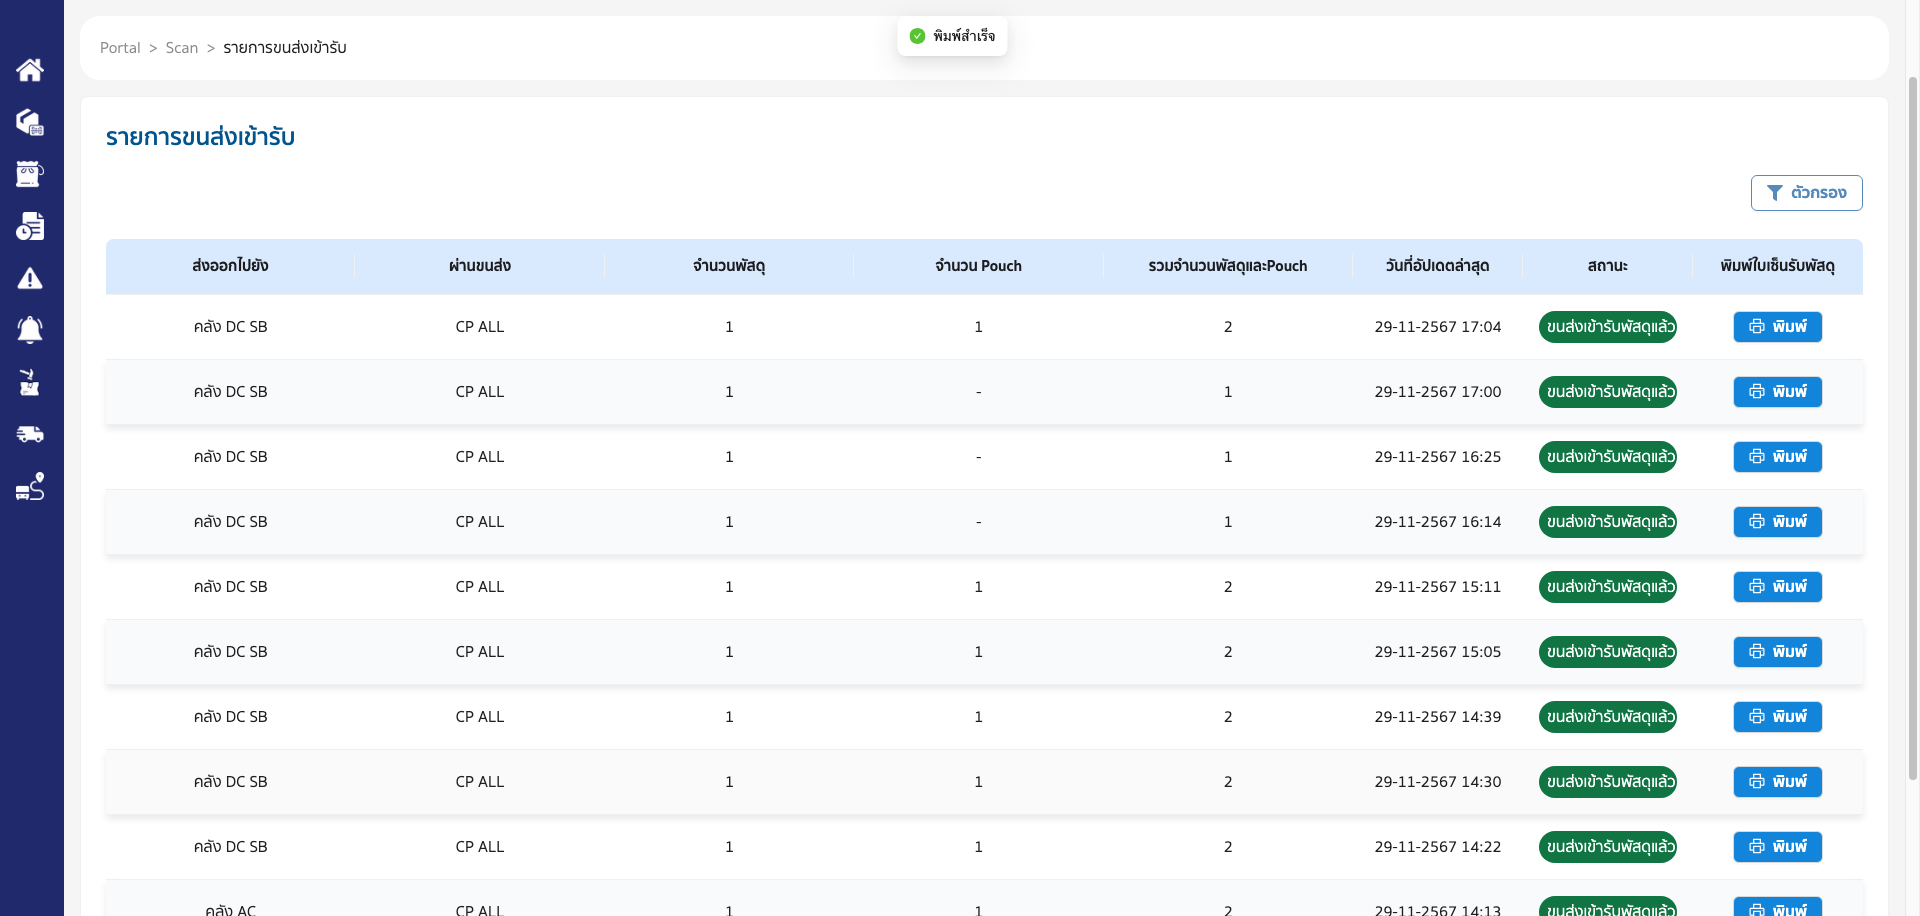 Portal > Scan > รายการขนส่งเข้ารับ
พิมพ์สำเร็จ
รายการขนส่งเข้ารับ
ตัวกรอง
ส่งออกไปยัง ผ่านขนส่ง จำนวนพัสดุ จำนวน Pouch รวมจำนวนพัสดุและPouch วันที่อัปเดตล่าสุด สถานะ พิมพ์ใบเซ็นรับพัสดุ
คลัง DC SB CP ALL 1 1 2 29-11-2567 17:04 ขนส่งเข้ารับพัสดุแล้ว พิมพ์
คลัง DC SB CP ALL 1 - 1 29-11-2567 17:00 ขนส่งเข้ารับพัสดุแล้ว พิมพ์
คลัง DC SB CP ALL 1 - 1 29-11-2567 16:25 ขนส่งเข้ารับพัสดุแล้ว พิมพ์
คลัง DC SB CP ALL 1 - 1 29-11-2567 16:14 ขนส่งเข้ารับพัสดุแล้ว พิมพ์
คลัง DC SB CP ALL 1 1 2 29-11-2567 15:11 ขนส่งเข้ารับพัสดุแล้ว พิมพ์
คลัง DC SB CP ALL 1 1 2 29-11-2567 15:05 ขนส่งเข้ารับพัสดุแล้ว พิมพ์
คลัง DC SB CP ALL 1 1 2 29-11-2567 14:39 ขนส่งเข้ารับพัสดุแล้ว พิมพ์
คลัง DC SB CP ALL 1 1 2 29-11-2567 14:30 ขนส่งเข้ารับพัสดุแล้ว พิมพ์
คลัง DC SB CP ALL 1 1 2 29-11-2567 14:22 ขนส่งเข้ารับพัสดุแล้ว พิมพ์
คลัง AC CP ALL 1 1 2 29-11-2567 14:13 ขนส่งเข้ารับพัสดุแล้ว พิมพ์